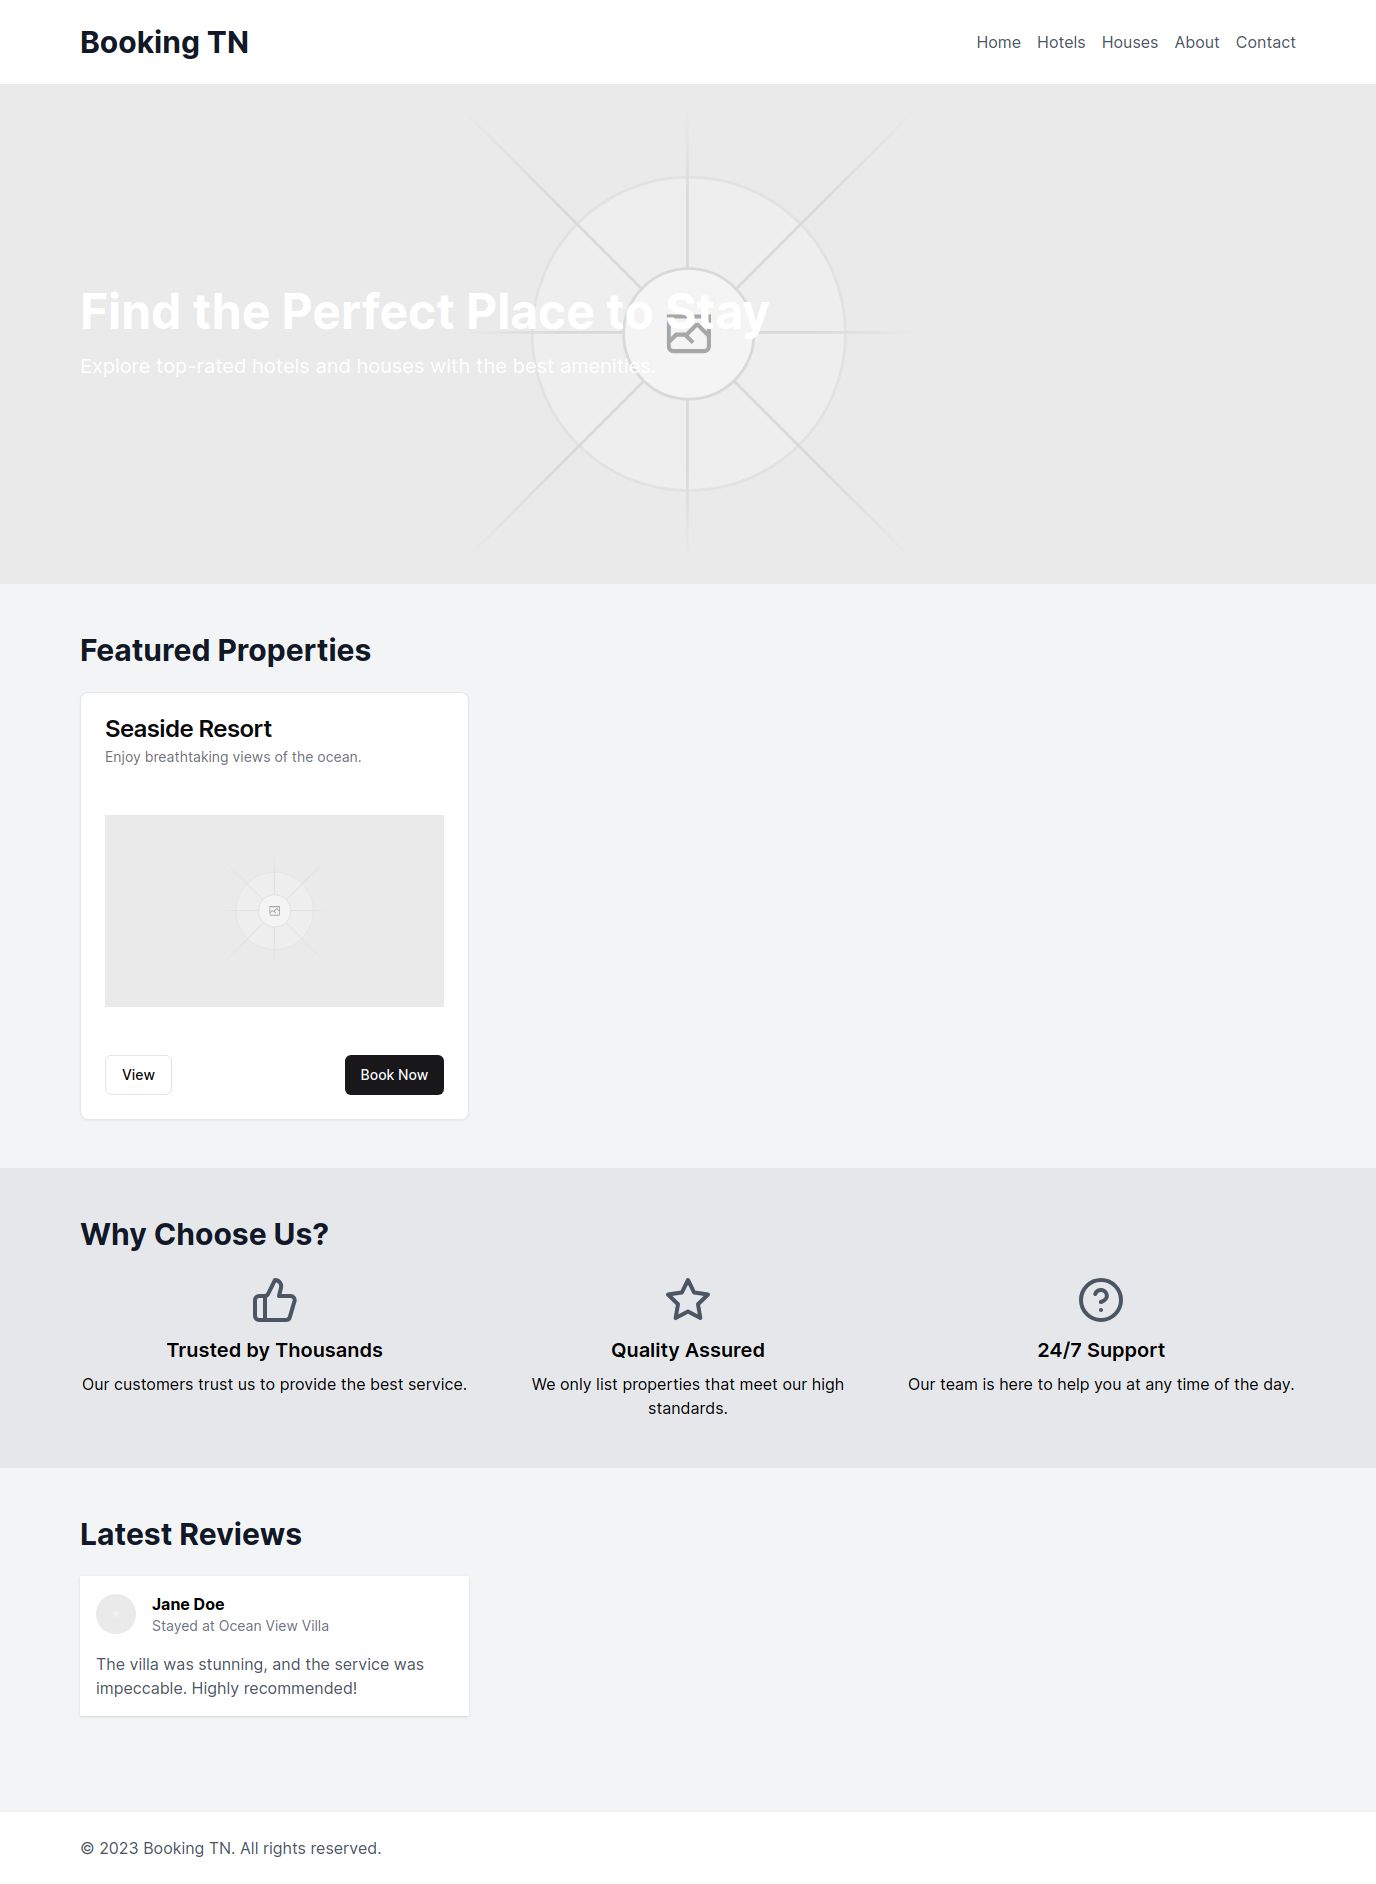 Booking TN
Home Hotels Houses About Contact
Find the Perfect Place to Stay
Explore top-rated hotels and houses with the best amenities.
Featured Properties
Seaside Resort
Enjoy breathtaking views of the ocean.
View
Book Now
Why Choose Us?
Trusted by Thousands
Our customers trust us to provide the best service.
Quality Assured
We only list properties that meet our high
standards.
24/7 Support
Our team is here to help you at any time of the day.
Latest Reviews
Jane Doe
Stayed at Ocean View Villa
The villa was stunning, and the service was
impeccable. Highly recommended!
© 2023 Booking TN. All rights reserved.